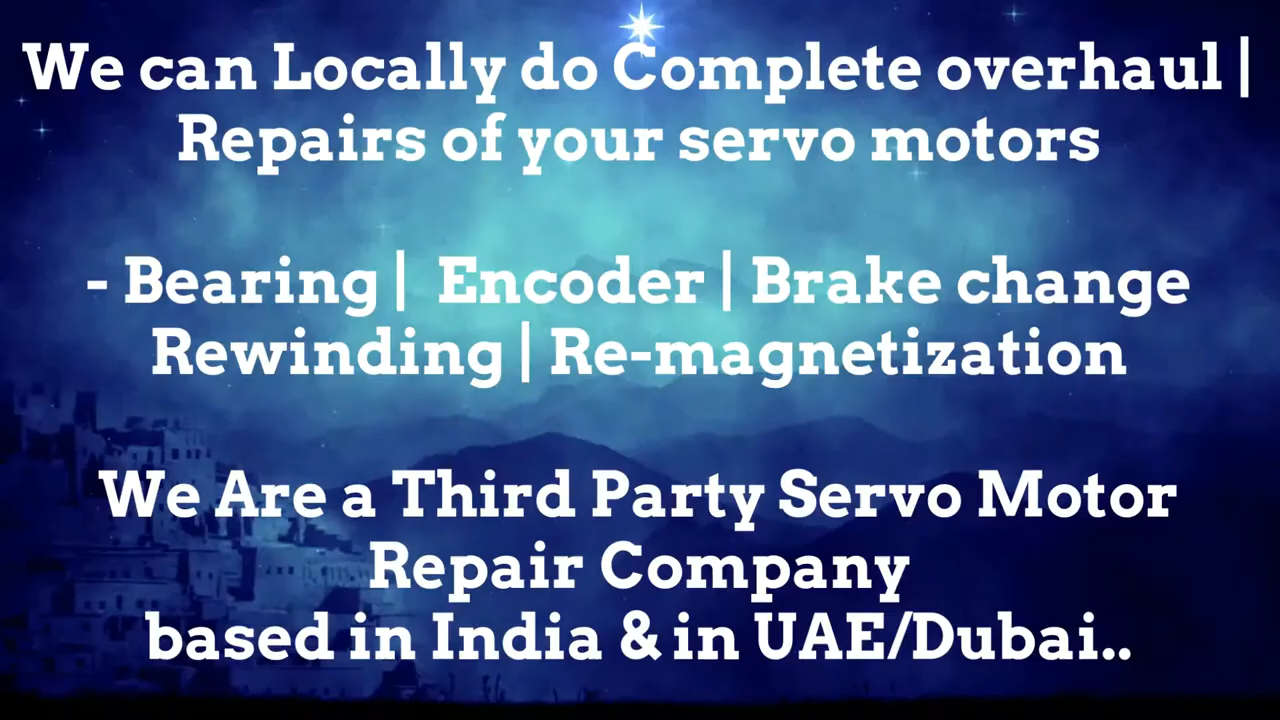 We can Locally do Complete overhaul |
Repairs of your servo motors
- Bearing | Encoder | Brake change
Rewinding | Re-magnetization
We Are a Third Party Servo Motor
Repair Company
based in India & in UAE/Dubai..